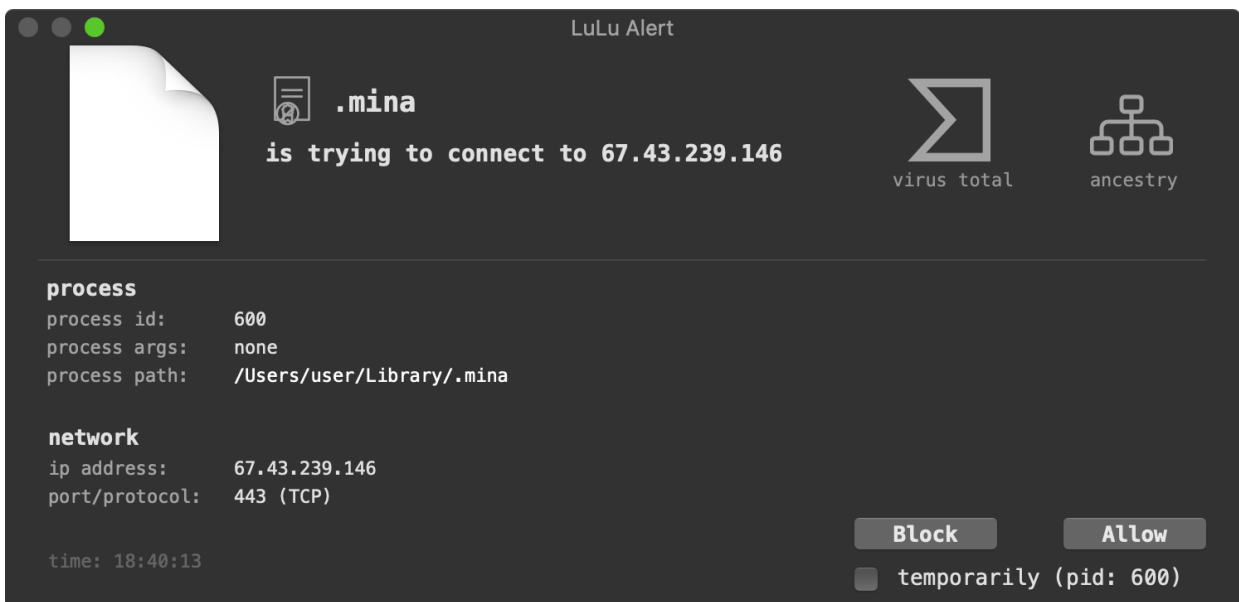 LuLu Alert
.mina
is trying to connect to 67.43.239.146
virus total
ancestry
process
process id: 600
process args: none
process path: /Users/user/Library/.mina
network
ip address: 67.43.239.146
port/protocol: 443 (TCP)
time: 18:40:13
Block
Allow
temporarily (pid: 600)